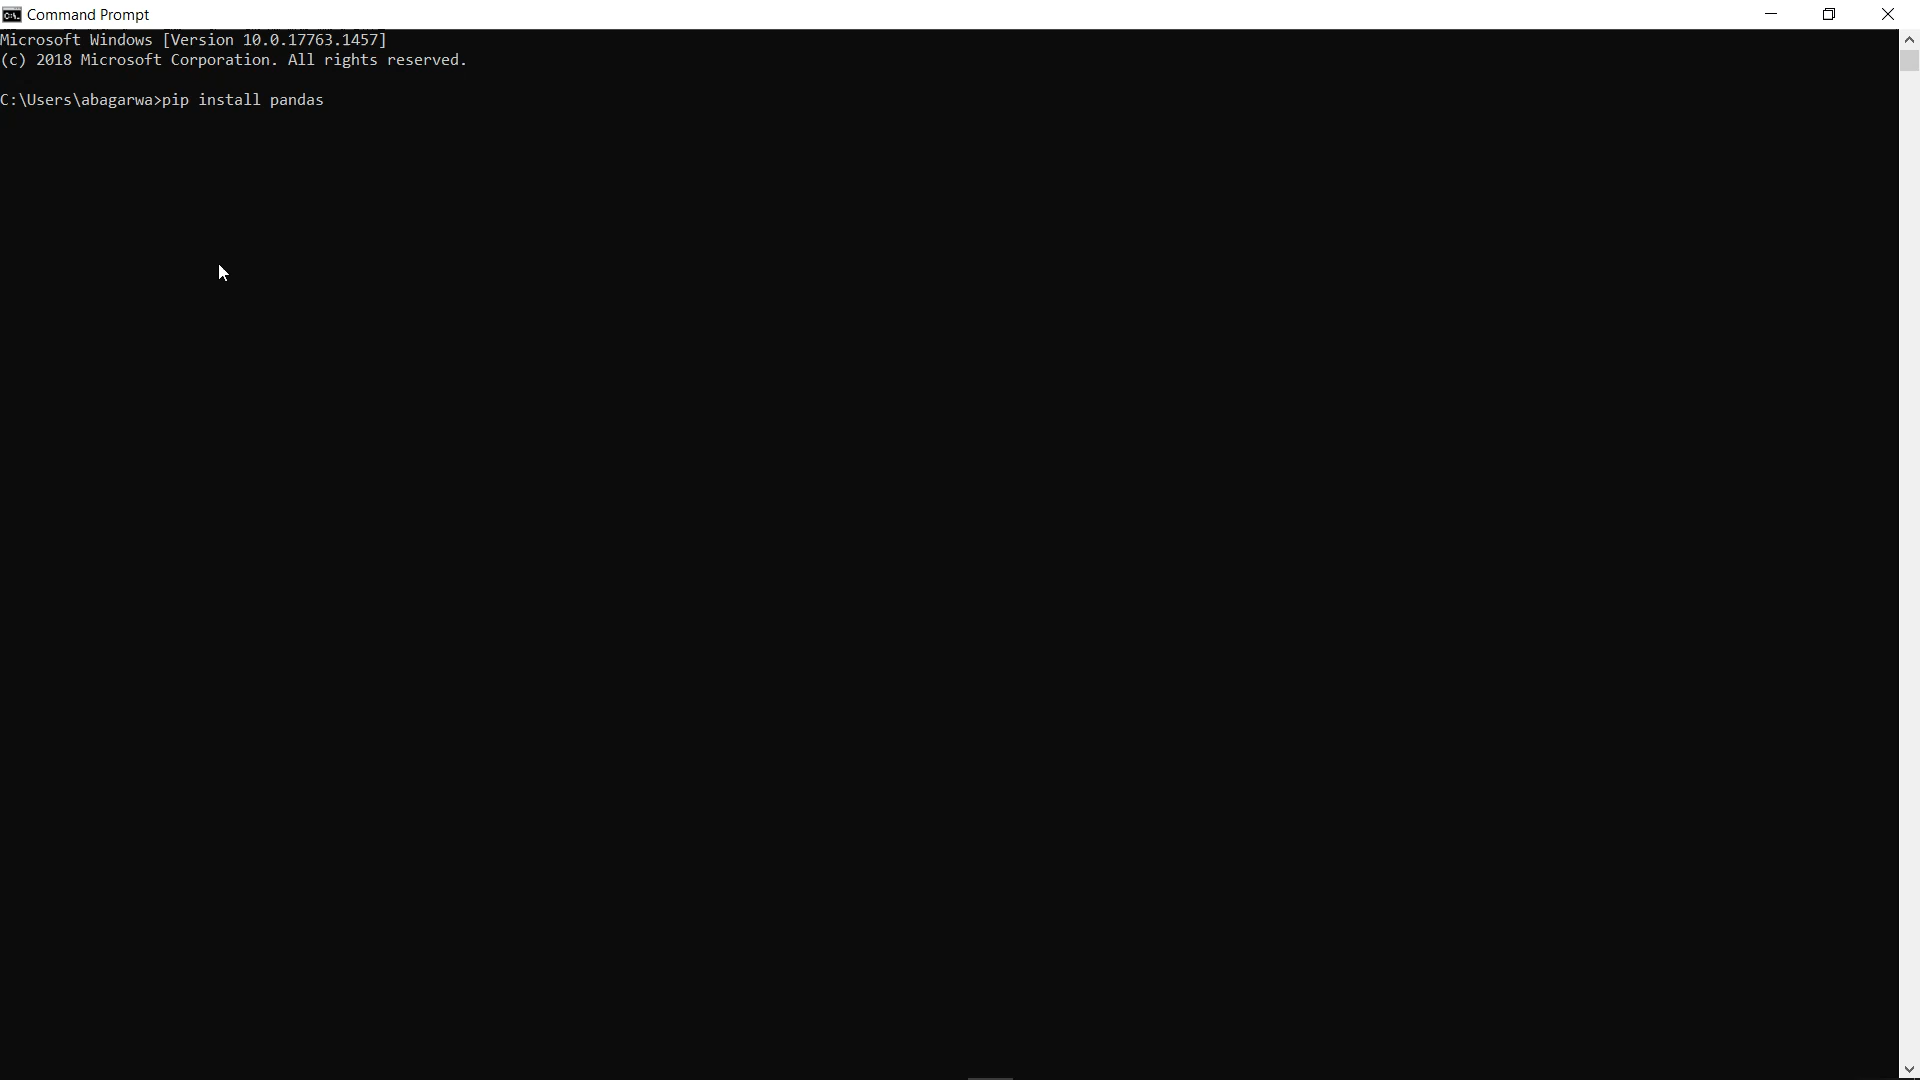 Command Prompt
Microsoft Windows [Version 10.0.17763.1457]
(c) 2018 Microsoft Corporation. All rights reserved.
C:\Users\abagarwa>pip install pandas